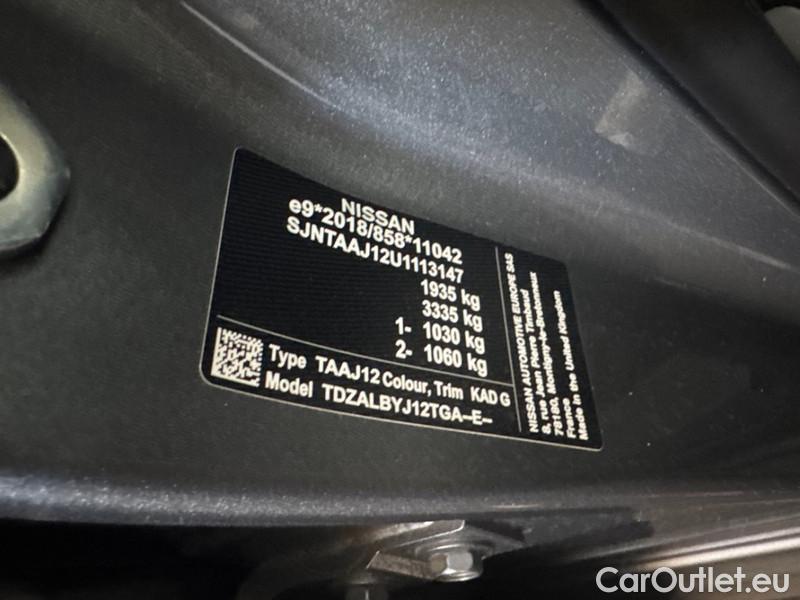 NISSAN
e9*2018/858*11042
SJNTAAJ12U1113147
1935 kg
3335 kg
1- 1030 kg
2- 1060 kg
Type TAAJ12 Colour, Trim KAD G
Model TDZALBYJ12TGA-E-
NISSAN AUTOMOTIVE EUROPE SAS
8, rue Jean Pierre Timbaud
78180, Montigny-le-Bretonneux
France
Made in the United Kingdom
CarOutlet.eu